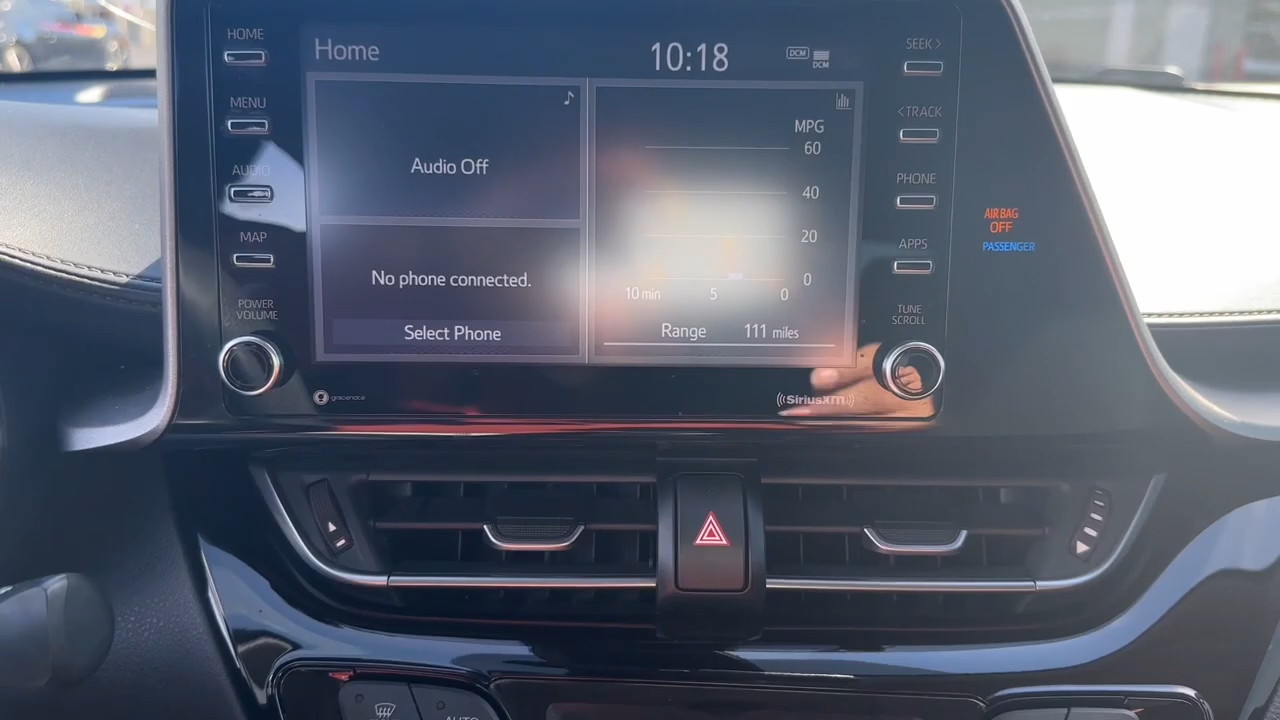 HOME
MENU
AUDIO
MAP
POWER
VOLUME
Home
10:18
DCM
DCM
Audio Off
No phone connected.
Select Phone
MPG
60
40
20
0
10 min 5 0
Range 111 miles
gracenote
SiriusXM
SEEK >
< TRACK
PHONE
APPS
TUNE
SCROLL
AIR BAG
OFF
PASSENGER
AUTO